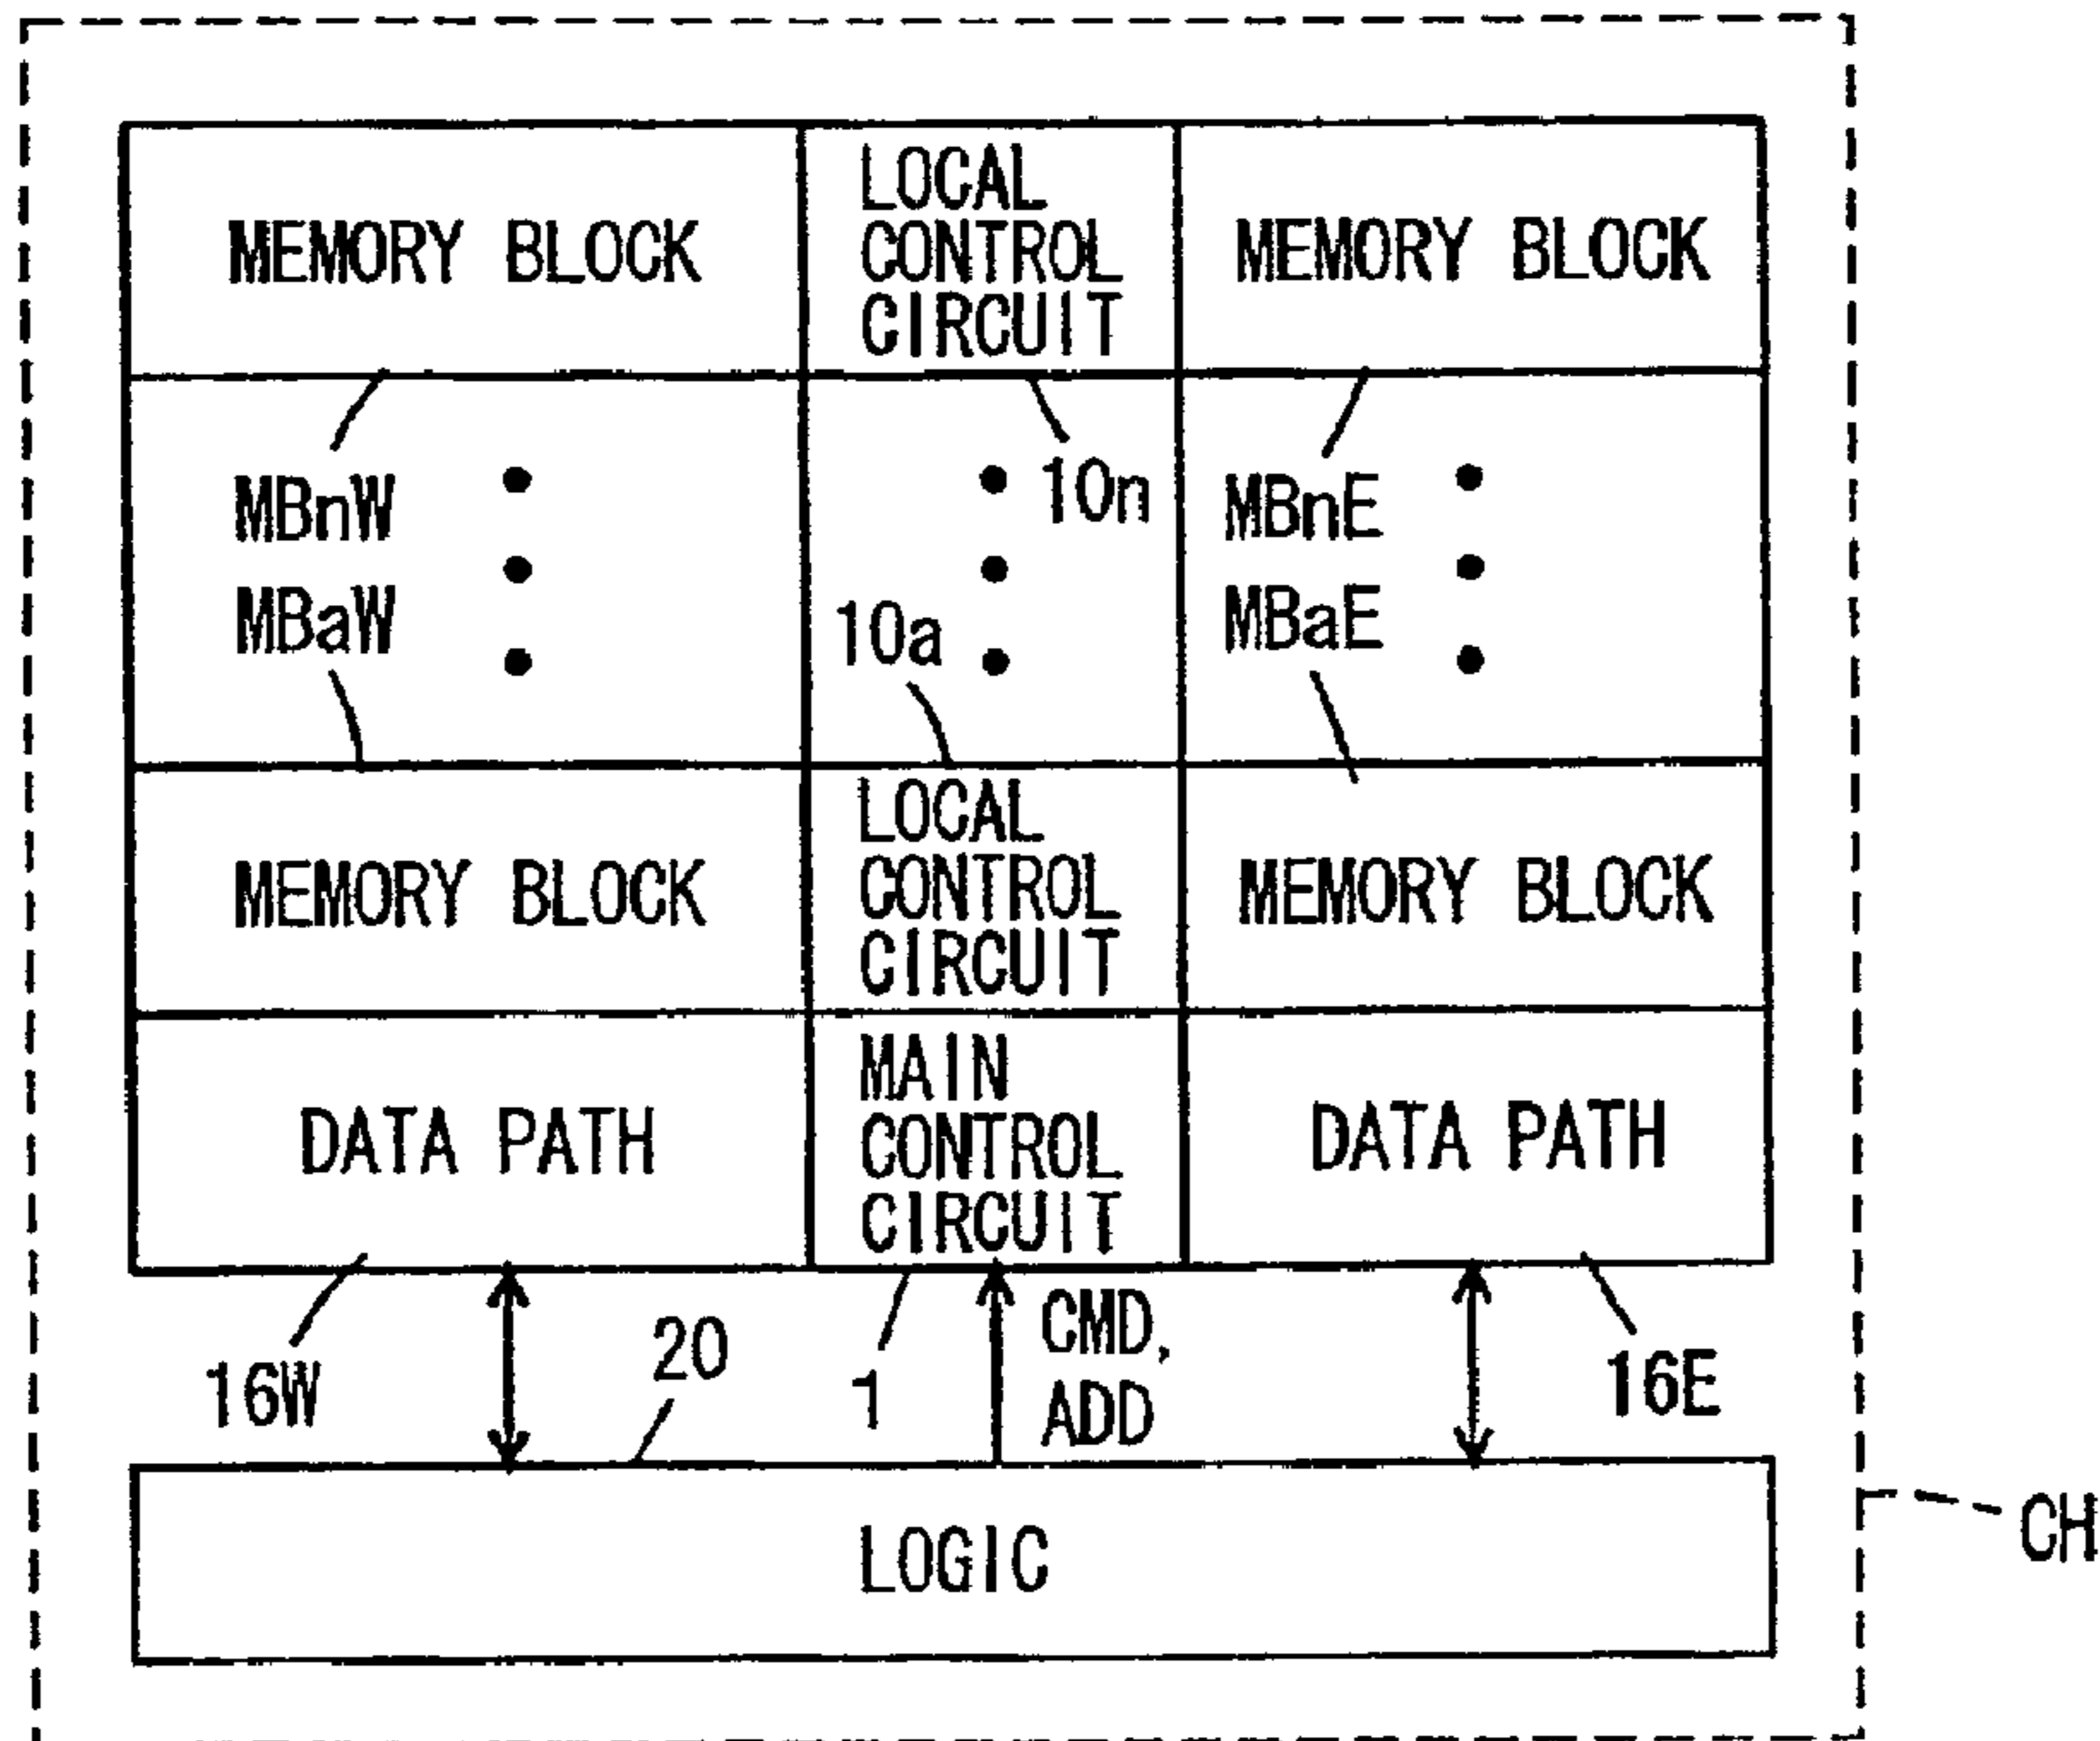 MEMORY BLOCK
LOCAL
CONTROL
CIRCUIT
MEMORY BLOCK
MBnW
10n
MBnE
MBaW
10a
MBaE
MEMORY BLOCK
LOCAL
CONTROL
CIRCUIT
MEMORY BLOCK
DATA PATH
MAIN
CONTROL
CIRCUIT
DATA PATH
16W
20
1
CMD,
ADD
16E
LOGIC
CH